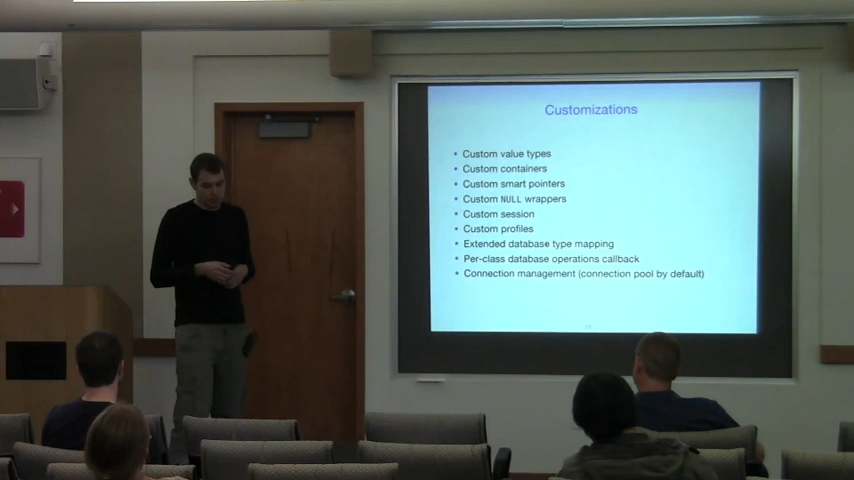 Customizations
• Custom value types
• Custom containers
• Custom smart pointers
• Custom NULL wrappers
• Custom session
• Custom profiles
• Extended database type mapping
• Per-class database operations callback
• Connection management (connection pool by default)